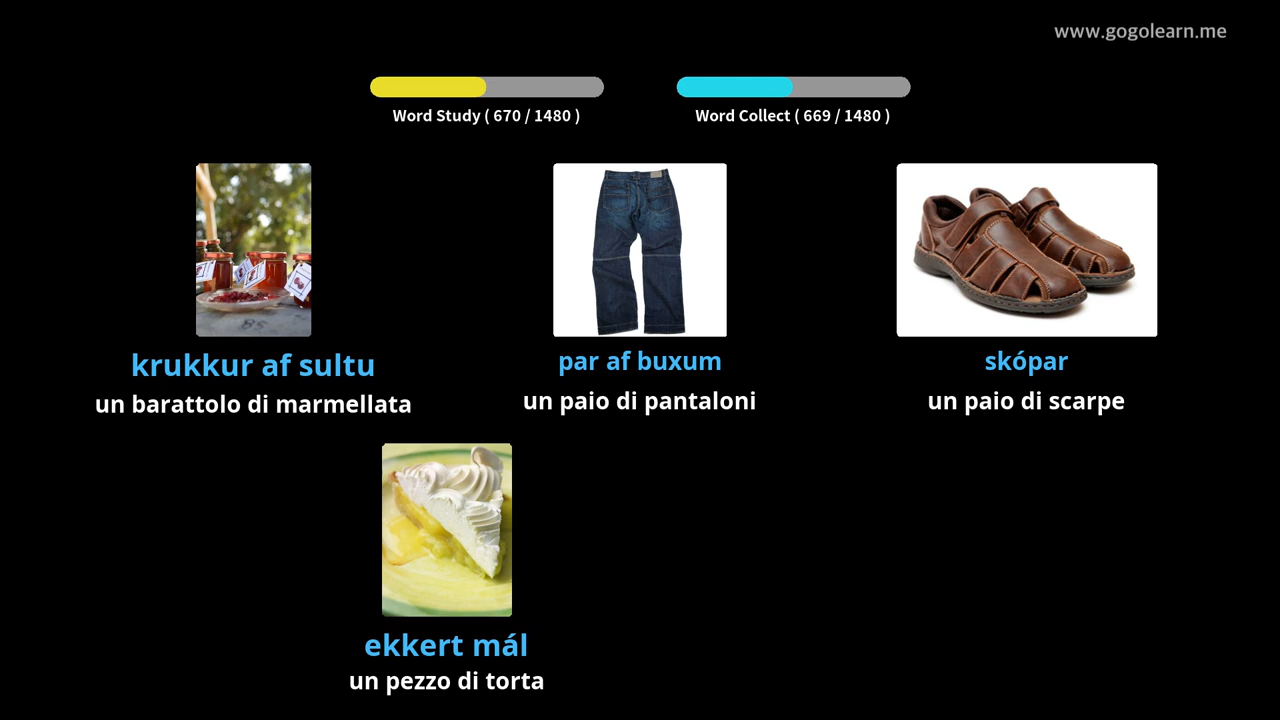 www.gogolearn.me
Word Study ( 670 / 1480 )
Word Collect ( 669 / 1480 )
krukkur af sultu
un barattolo di marmellata
par af buxum
un paio di pantaloni
skópar
un paio di scarpe
ekkert mál
un pezzo di torta